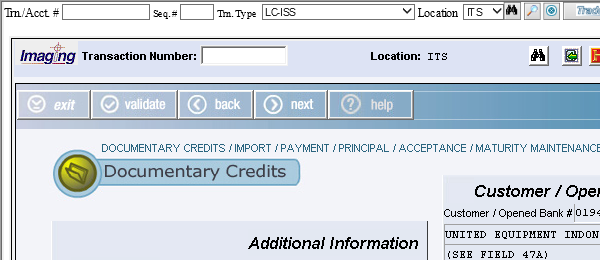 Trn./Acct. # Seq. # Trn. Type LC-ISS Location ITS
Imaging Transaction Number: Location: ITS
exit validate back next help
DOCUMENTARY CREDITS / IMPORT / PAYMENT / PRINCIPAL / ACCEPTANCE / MATURITY MAINTENANCE
Documentary Credits
Customer / Ope
Customer / Opened Bank # 0194
Additional Information
UNITED EQUIPMENT INDON
(SEE FIELD 47A)